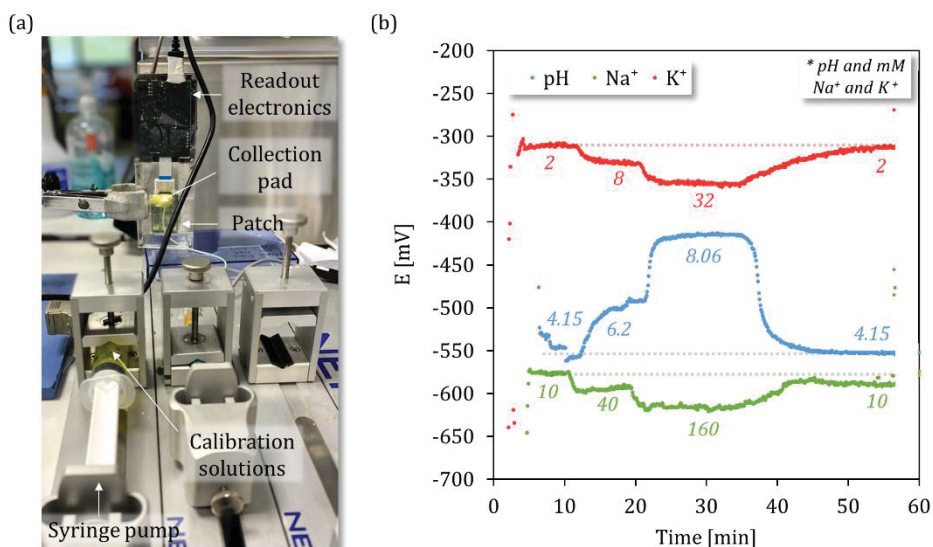 (a)
Readout
electronics
Collection
pad
Patch
Calibration
solutions
Syringe pump
NE
(b)
E [mV]
-200
-250
-300
-350
-400
-450
-500
-550
-600
-650
-700
pH Na⁺ K⁺
* pH and mM
Na⁺ and K⁺
2 8 32 2
4.15 6.2 8.06 4.15
10 40 160 10
0 10 20 30 40 50 60
Time [min]